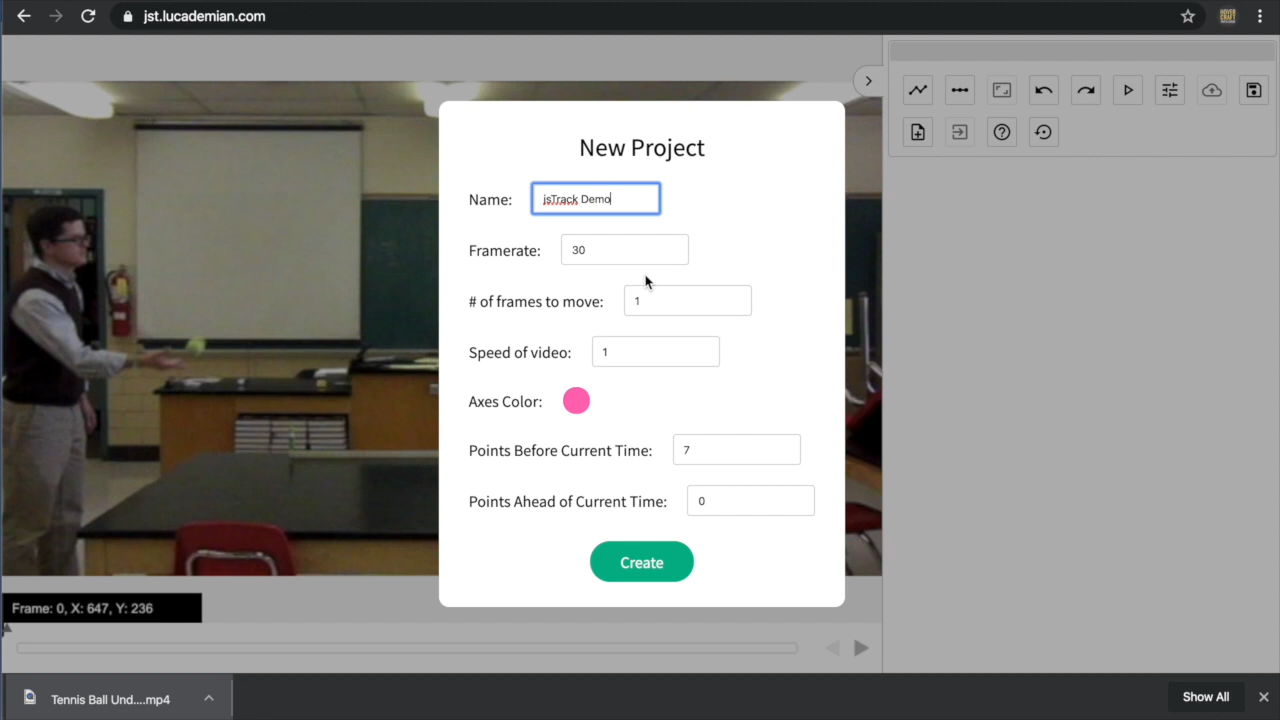 jst.lucademian.com
New Project
Name: jsTrack Demo
Framerate: 30
# of frames to move: 1
Speed of video: 1
Axes Color:
Points Before Current Time: 7
Points Ahead of Current Time: 0
Create
Frame: 0, X: 647, Y: 236
Tennis Ball Und....mp4
Show All